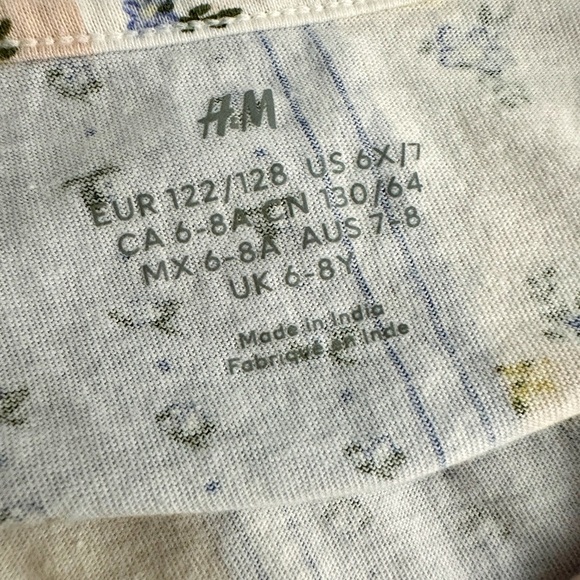 H&M
EUR 122/128 US 6X/7
CA 6-8A CN 130/64
MX 6-8A AUS 7-8
UK 6-8Y
Made in India
Fabriqué en Inde